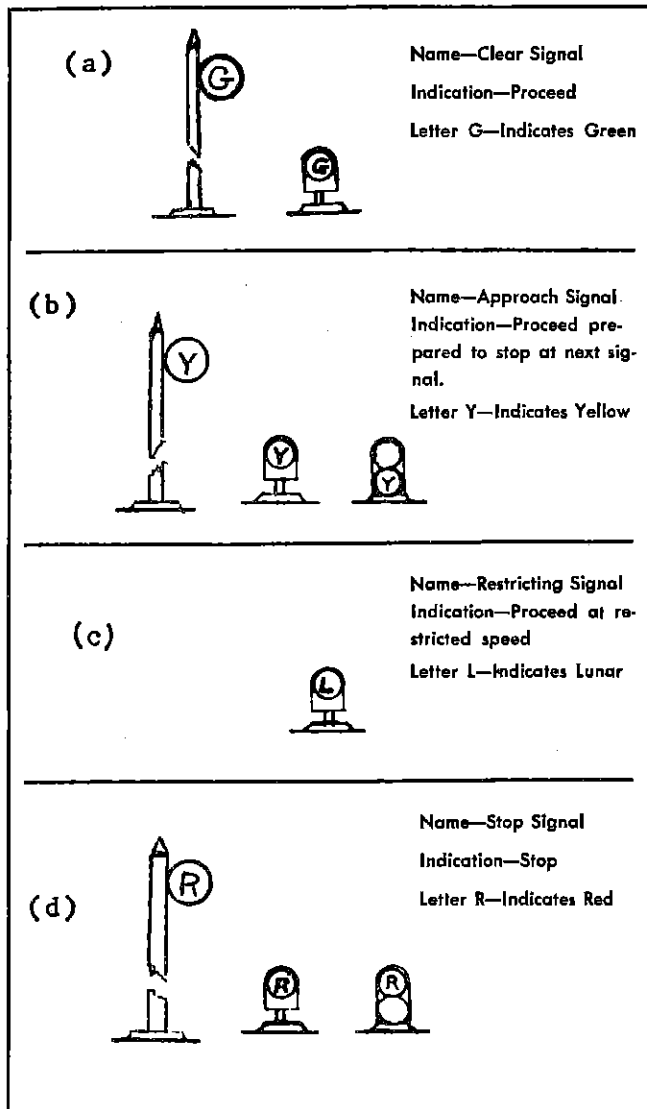 (a)
Name—Clear Signal
G
Indication—Proceed
Letter G—Indicates Green
G
(b)
Name—Approach Signal
Indication—Proceed pre-
pared to stop at next sig-
nal.
Y
Letter Y—Indicates Yellow
Y
Y
Name—Restricting Signal
Indication—Proceed at re-
stricted speed
(c)
Letter L—Indicates Lunar
L
Name—Stop Signal
Indication—Stop
R
Letter R—Indicates Red
(d)
R
R